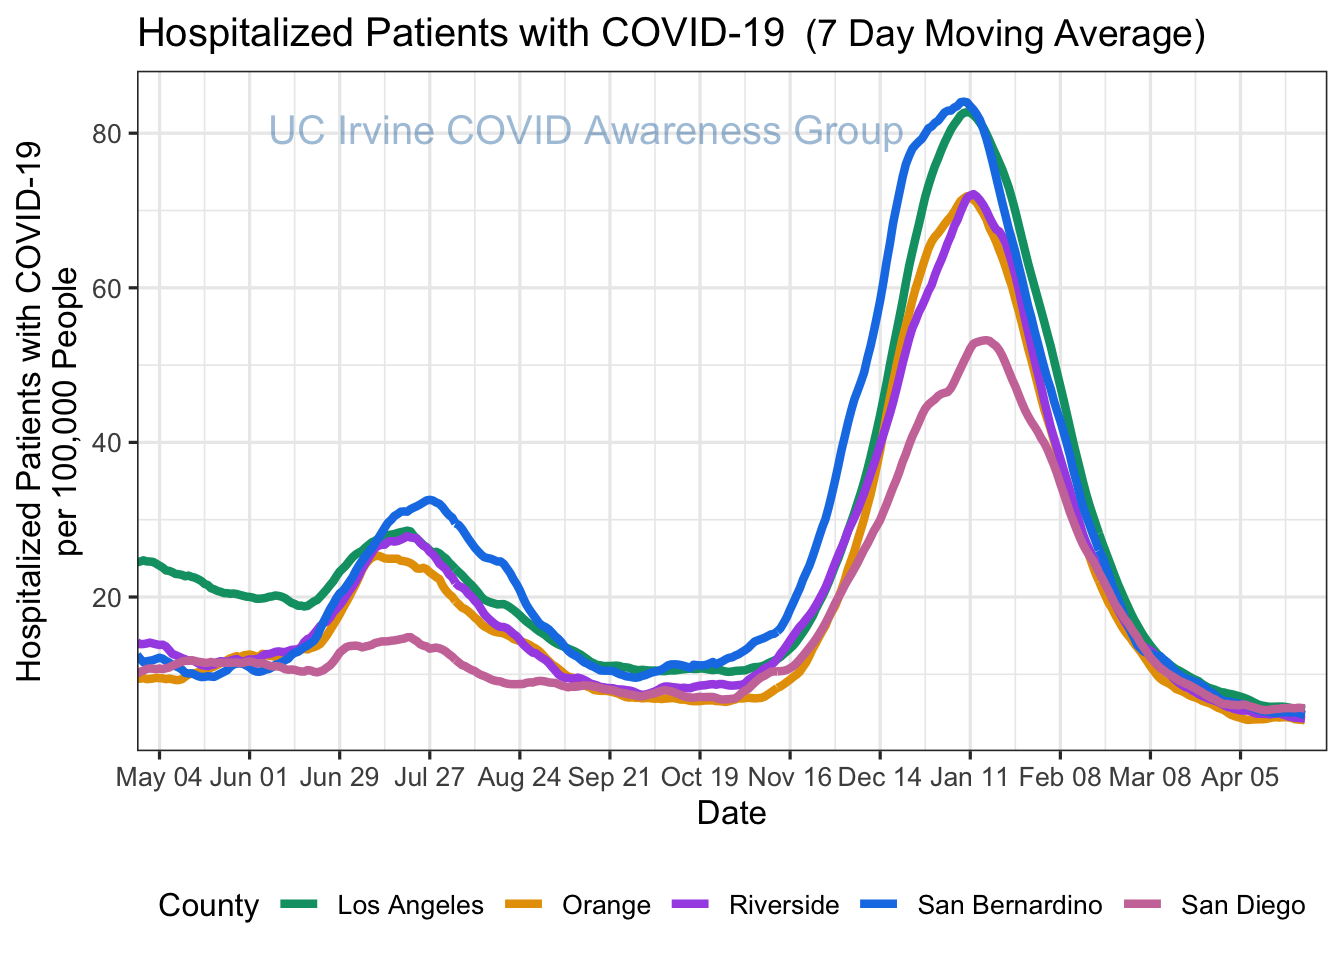 Hospitalized Patients with COVID-19 (7 Day Moving Average)
UC Irvine COVID Awareness Group
Hospitalized Patients with COVID-19
per 100,000 People
80
60
40
20
May 04 Jun 01 Jun 29 Jul 27 Aug 24 Sep 21 Oct 19 Nov 16 Dec 14 Jan 11 Feb 08 Mar 08 Apr 05
Date
County Los Angeles Orange Riverside San Bernardino San Diego